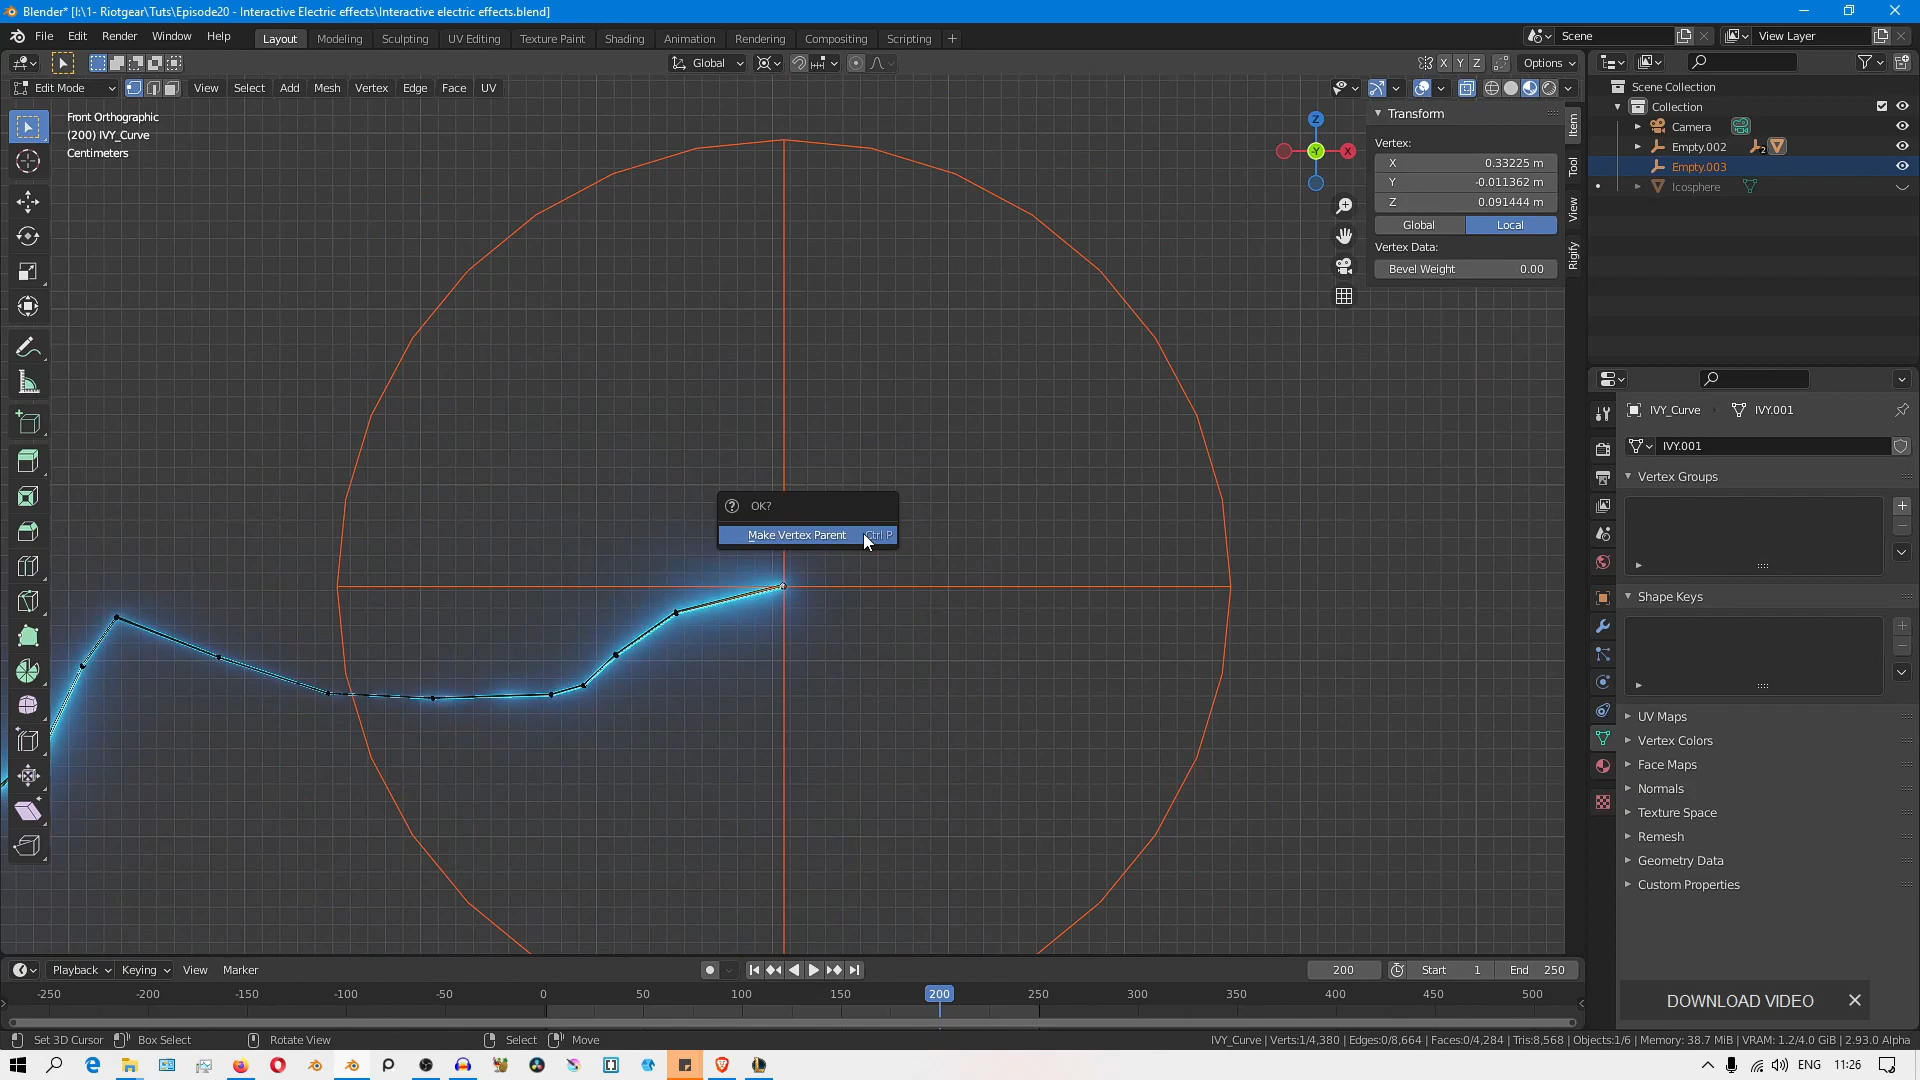 Blender* [I:\1- Riotgear\Tuts\Episode20 - Interactive Electric effects\Interactive electric effects.blend]
File Edit Render Window Help Layout Modeling Sculpting UV Editing Texture Paint Shading Animation Rendering Compositing Scripting + Scene View Layer
Global X Y Z Options
Edit Mode View Select Add Mesh Vertex Edge Face UV
Front Orthographic
(200) IVY_Curve
Centimeters
Z
-Y
X
Transform
Vertex:
X 0.33225 m
Y -0.011362 m
Z 0.091444 m
Global Local
Vertex Data:
Bevel Weight 0.00
Item
Tool
View
Rigify
Scene Collection
Collection
Camera
Empty.002 2
Empty.003
Icosphere
OK?
Make Vertex Parent Ctrl P
IVY_Curve IVY.001
IVY.001
Vertex Groups
Shape Keys
UV Maps
Vertex Colors
Face Maps
Normals
Texture Space
Remesh
Geometry Data
Custom Properties
DOWNLOAD VIDEO
Playback Keying View Marker 200 Start 1 End 250
-250 -200 -150 -100 -50 0 50 100 150 200 250 300 350 400 450 500
Set 3D Cursor Box Select Rotate View Select Move IVY_Curve | Verts:1/4,380 | Edges:0/8,664 | Faces:0/4,284 | Tris:8,568 | Objects:1/6 | Memory: 38.7 MiB | VRAM: 1.2/4.0 GiB | 2.93.0 Alpha
ENG 11:26